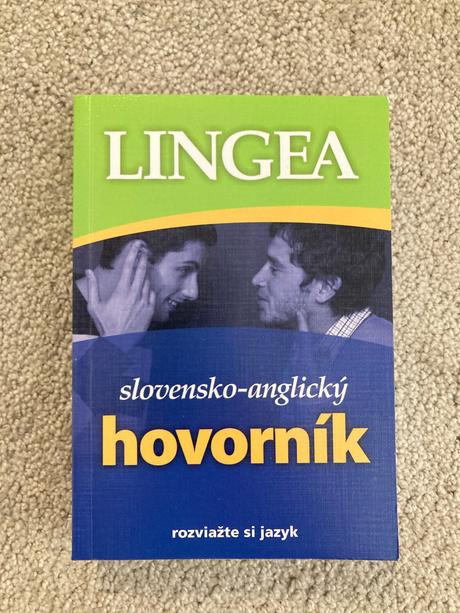 LINGEA
slovensko-anglický
hovorník
rozviažte si jazyk